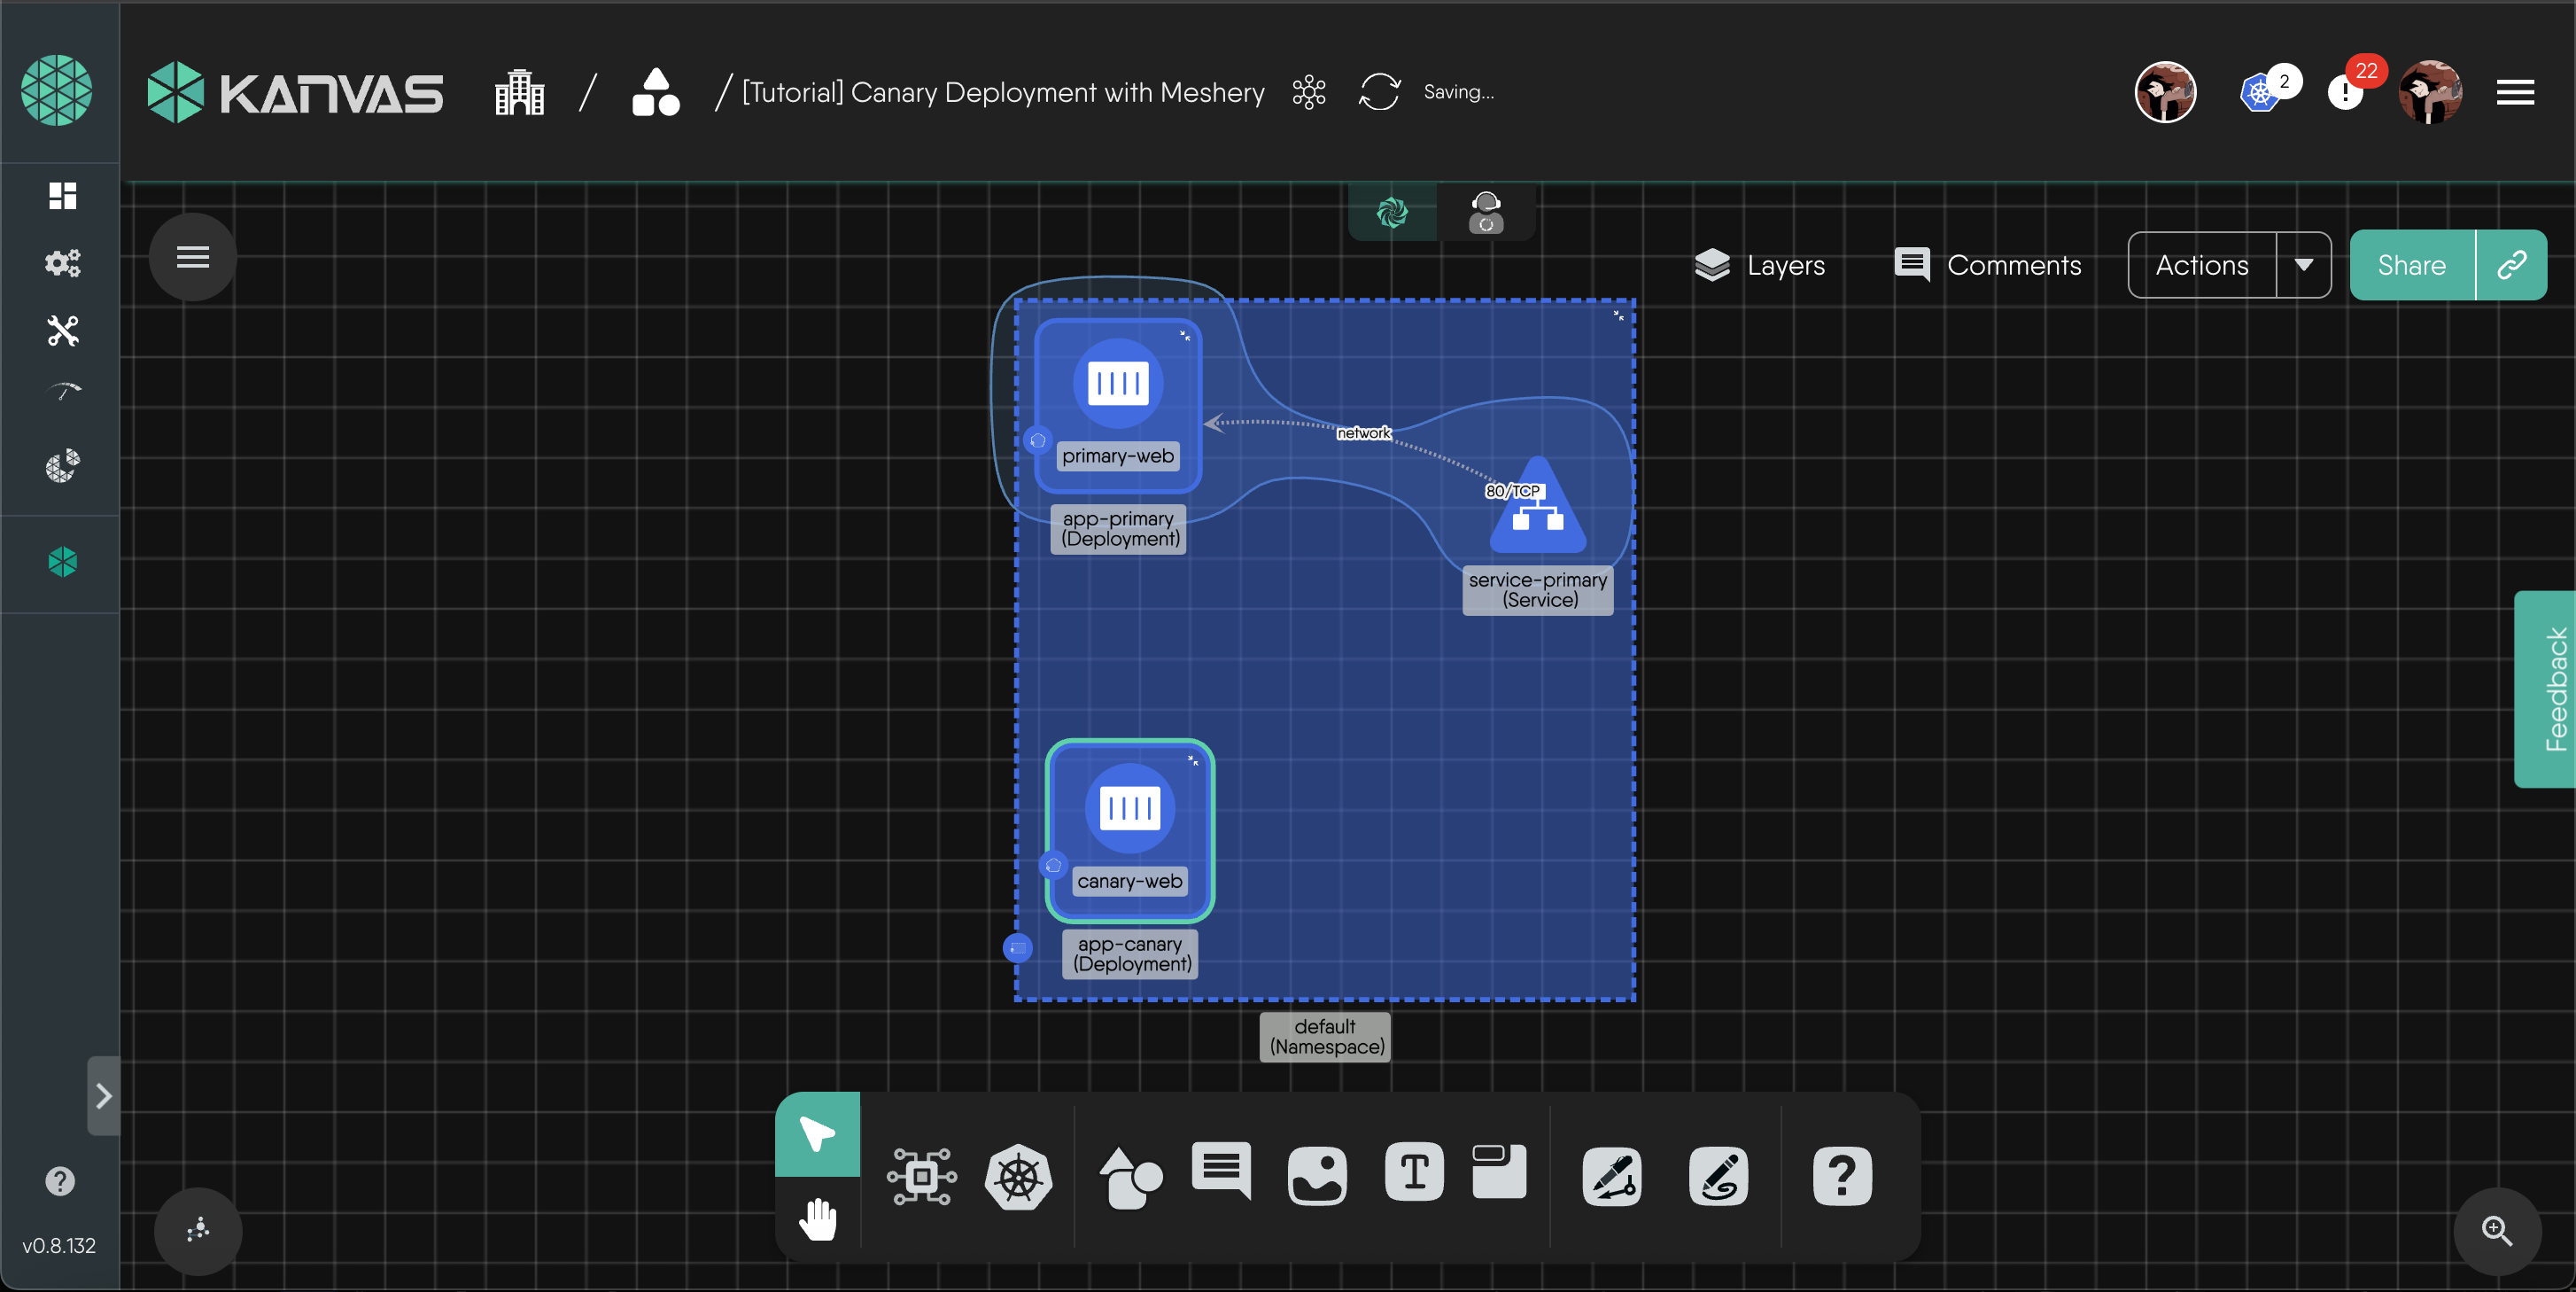 KANVAS
/
/ [Tutorial] Canary Deployment with Meshery
Saving...
2
!
22
Layers
Comments
Actions
Share
primary-web
network
80/TCP
app-primary
(Deployment)
service-primary
(Service)
Feedback
canary-web
app-canary
(Deployment)
default
(Namespace)
T
?
?
v0.8.132